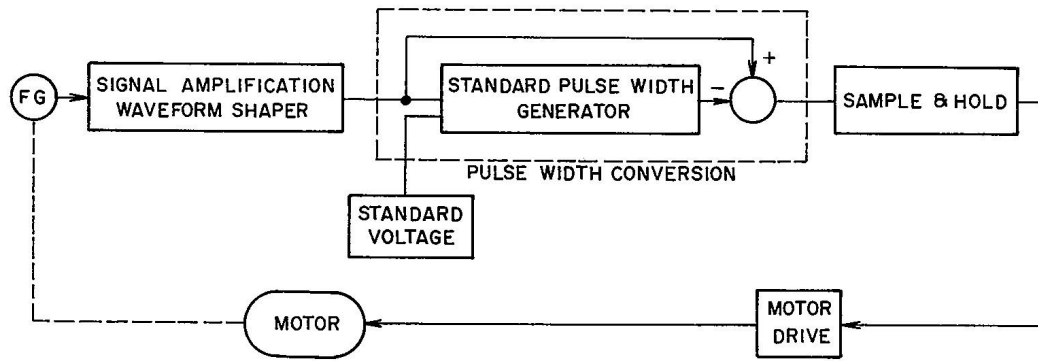 FG
SIGNAL AMPLIFICATION
WAVEFORM SHAPER
STANDARD PULSE WIDTH
GENERATOR
+
−
SAMPLE & HOLD
PULSE WIDTH CONVERSION
STANDARD
VOLTAGE
MOTOR
MOTOR
DRIVE